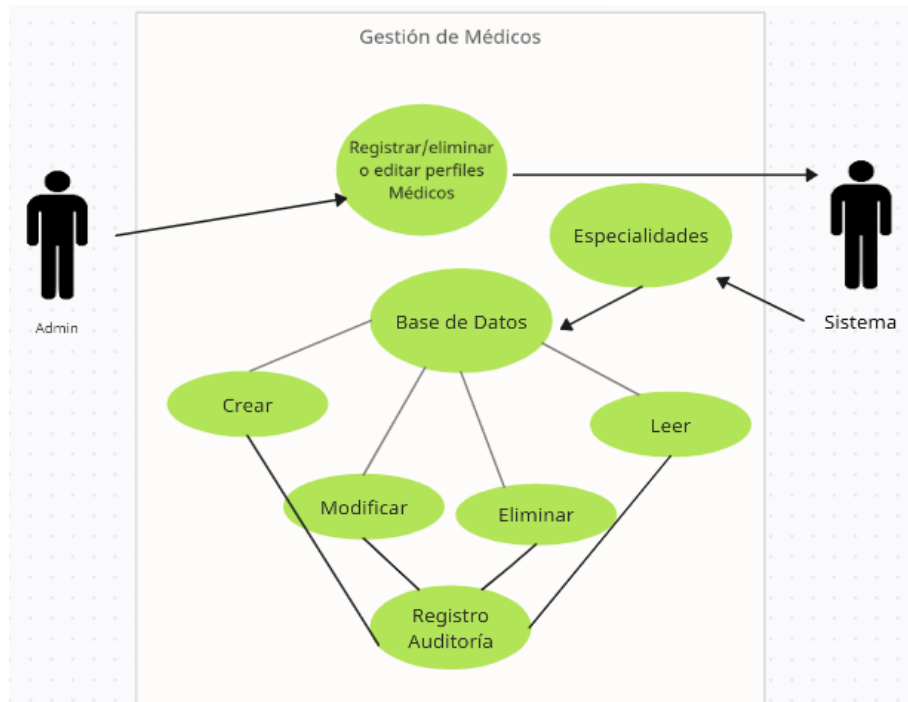 Gestión de Médicos
Registrar/eliminar
o editar perfiles
Médicos
Especialidades
Admin
Sistema
Base de Datos
Crear
Leer
Modificar
Eliminar
Registro
Auditoría